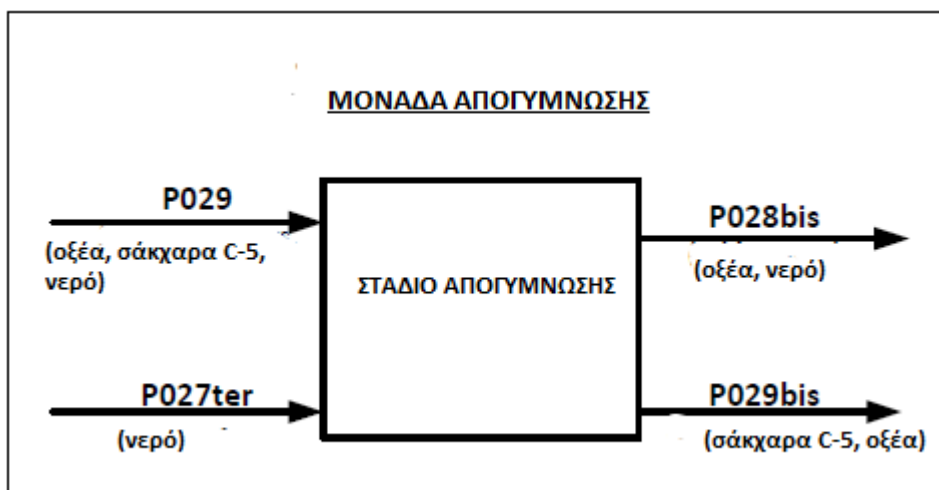 ΜΟΝΑΔΑ ΑΠΟΓΥΜΝΩΣΗΣ
P029
(οξέα, σάκχαρα C-5,
νερό)
P027ter
(νερό)
ΣΤΑΔΙΟ ΑΠΟΓΥΜΝΩΣΗΣ
P028bis
(οξέα, νερό)
P029bis
(σάκχαρα C-5, οξέα)